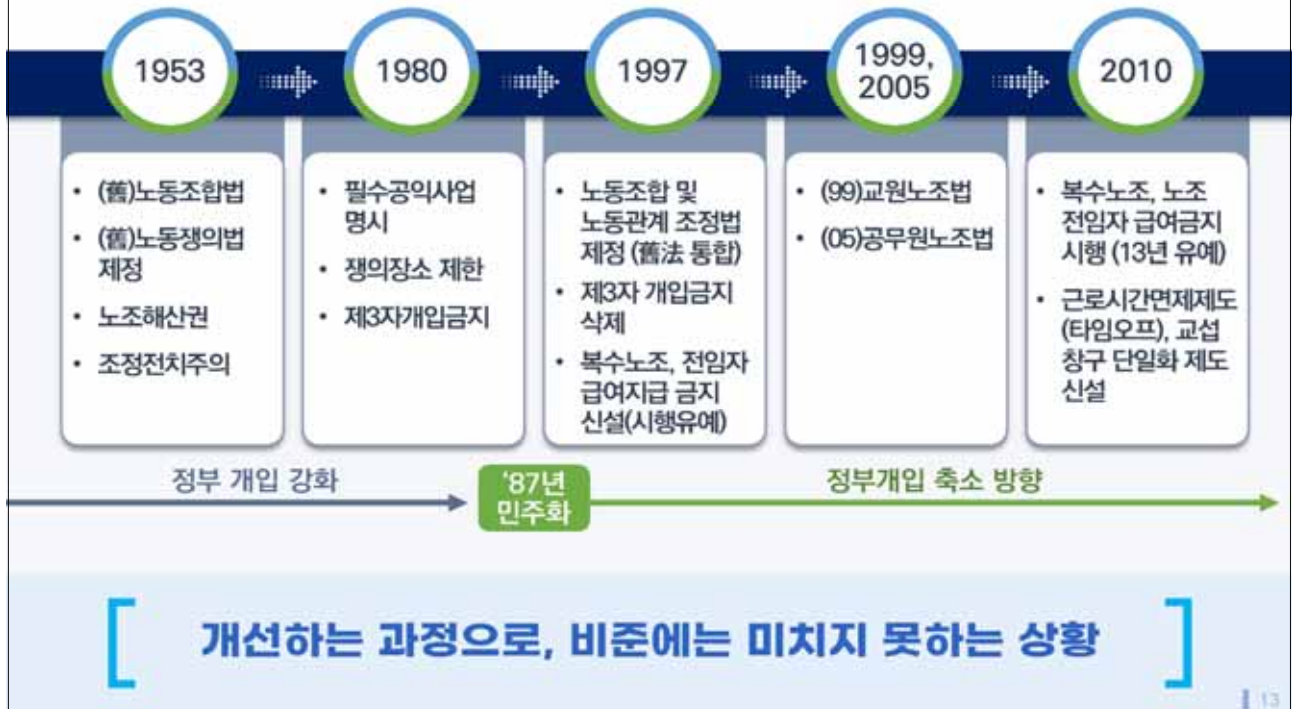 1953
1980
1997
1999,
2005
2010
• (舊)노동조합법
• (舊)노동쟁의법
제정
• 노조해산권
• 조정전치주의
• 필수공익사업
명시
• 쟁의장소 제한
• 제3자개입금지
• 노동조합 및
노동관계 조정법
제정 (舊法 통합)
• 제3자 개입금지
삭제
• 복수노조, 전임자
급여지급 금지
신설(시행유예)
• (99)교원노조법
• (05)공무원노조법
• 복수노조, 노조
전임자 급여금지
시행 (13년 유예)
• 근로시간면제제도
(타임오프), 교섭
창구 단일화 제도
신설
정부 개입 강화
‘87년
민주화
정부개입 축소 방향
[ 개선하는 과정으로, 비준에는 미치지 못하는 상황 ]
13